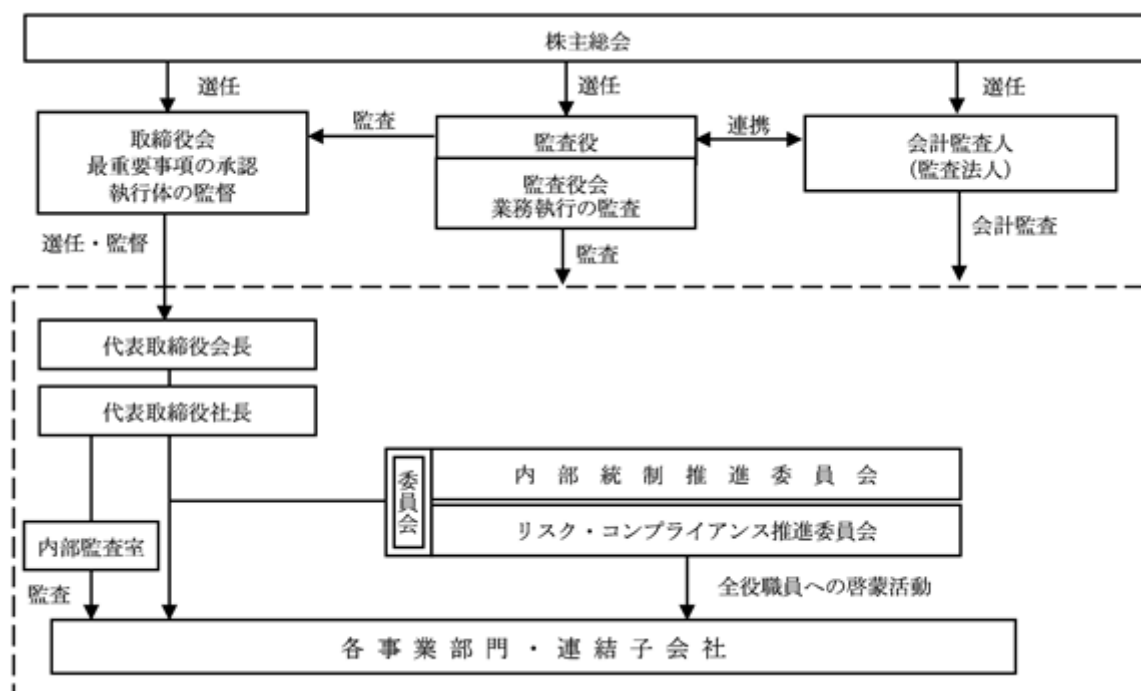 株主総会
選任
選任
選任
取締役会
最重要事項の承認
執行体の監督
監査
監査役
監査役会
業務執行の監査
連携
会計監査人
(監査法人)
選任・監督
監査
会計監査
代表取締役会長
代表取締役社長
委員会
内部統制推進委員会
リスク・コンプライアンス推進委員会
内部監査室
監査
全役職員への啓蒙活動
各事業部門・連結子会社